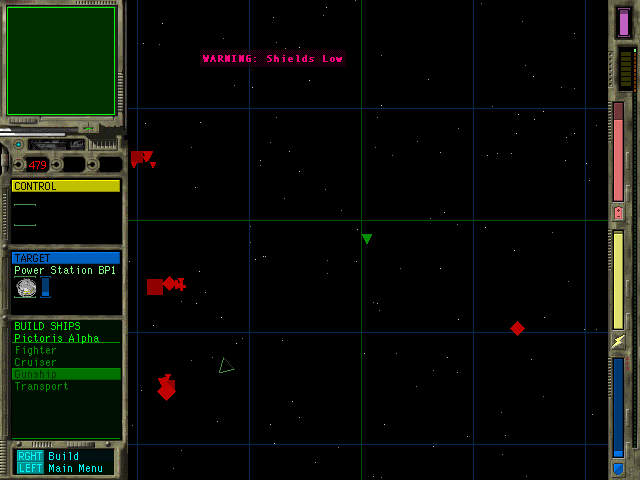 WARNING: Shields Low
479
CONTROL
TARGET
Power Station BP1
BUILD SHIPS
Pictoris Alpha
Fighter
Cruiser
Gunship
Transport
RGHT Build
LEFT Main Menu